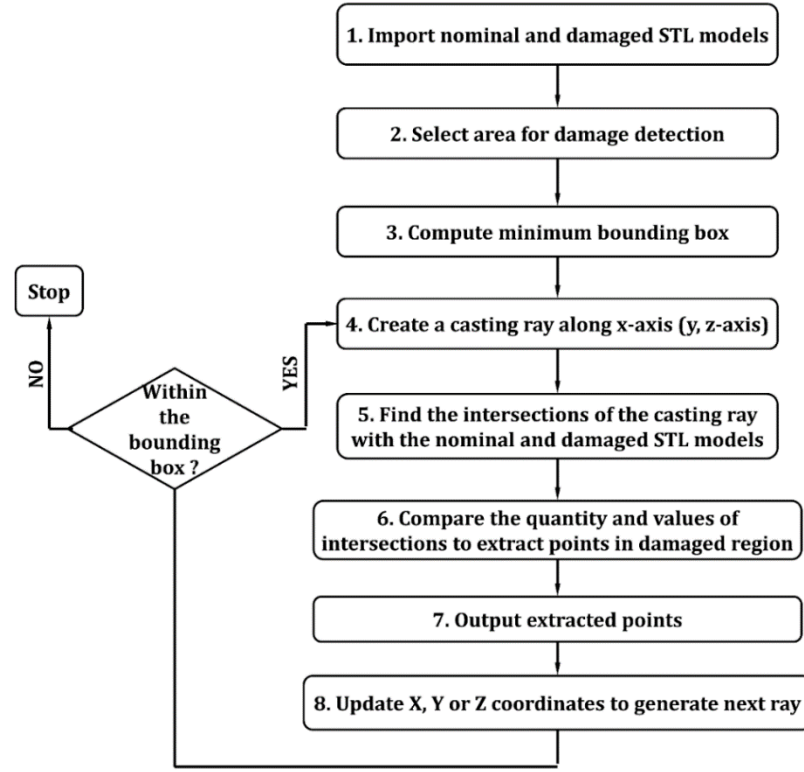 1. Import nominal and damaged STL models
2. Select area for damage detection
3. Compute minimum bounding box
Stop
4. Create a casting ray along x-axis (y, z-axis)
NO
YES
Within
the
bounding
box ?
5. Find the intersections of the casting ray
with the nominal and damaged STL models
6. Compare the quantity and values of
intersections to extract points in damaged region
7. Output extracted points
8. Update X, Y or Z coordinates to generate next ray